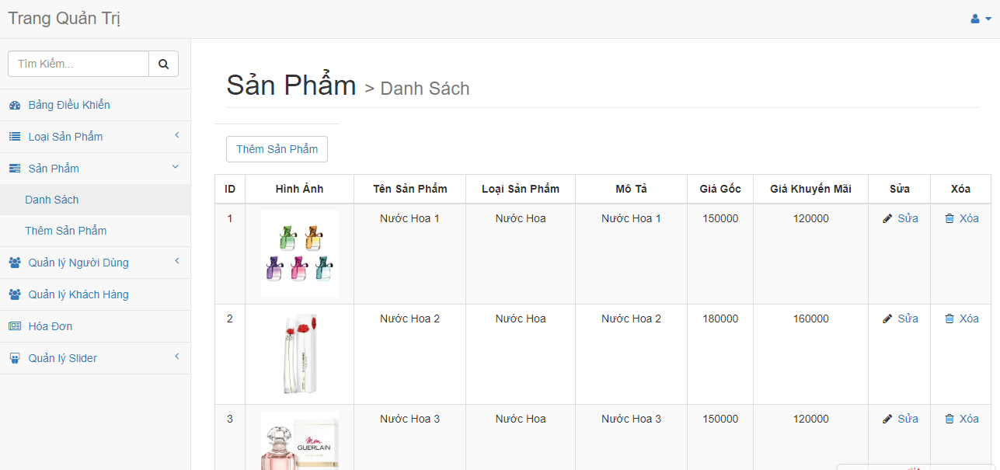 Trang Quản Trị
Tìm Kiếm...
Bảng Điều Khiển
Loại Sản Phẩm
Sản Phẩm
Danh Sách
Thêm Sản Phẩm
Quản lý Người Dùng
Quản lý Khách Hàng
Hóa Đơn
Quản lý Slider
Sản Phẩm > Danh Sách
Thêm Sản Phẩm
ID Hình Ảnh Tên Sản Phẩm Loại Sản Phẩm Mô Tả Giá Gốc Giá Khuyến Mãi Sửa Xóa
1 Nước Hoa 1 Nước Hoa Nước Hoa 1 150000 120000 Sửa Xóa
2 Nước Hoa 2 Nước Hoa Nước Hoa 2 180000 160000 Sửa Xóa
3 Nước Hoa 3 Nước Hoa Nước Hoa 3 150000 120000 Sửa Xóa
Mon
GUERLAIN